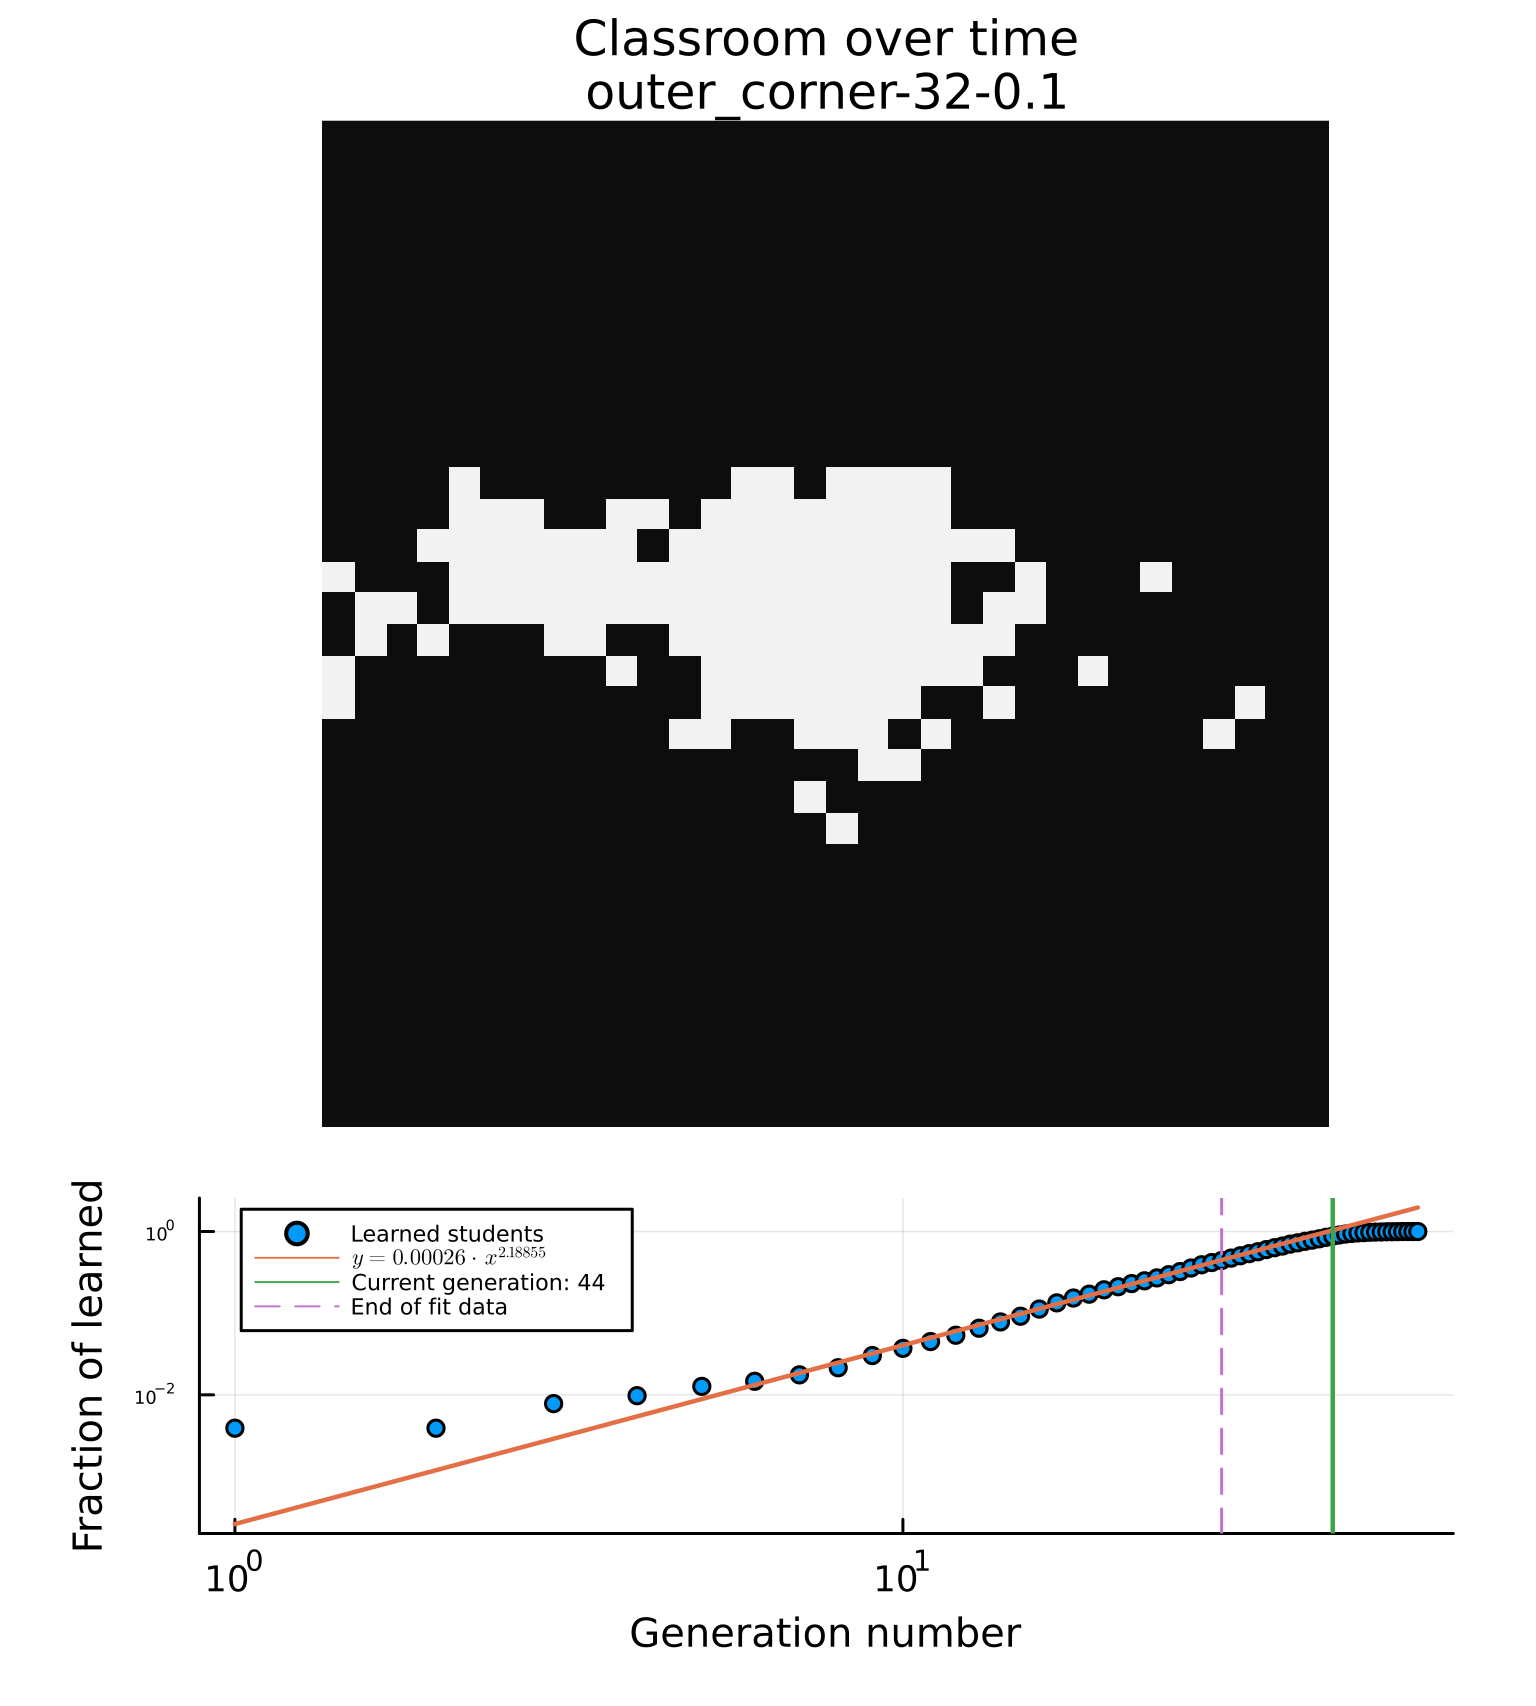 Classroom over time
outer_corner-32-0.1
Fraction of learned
10^0
10^−2
Learned students
y = 0.00026 · x^2.18855
Current generation: 44
End of fit data
10^0
10^1
Generation number